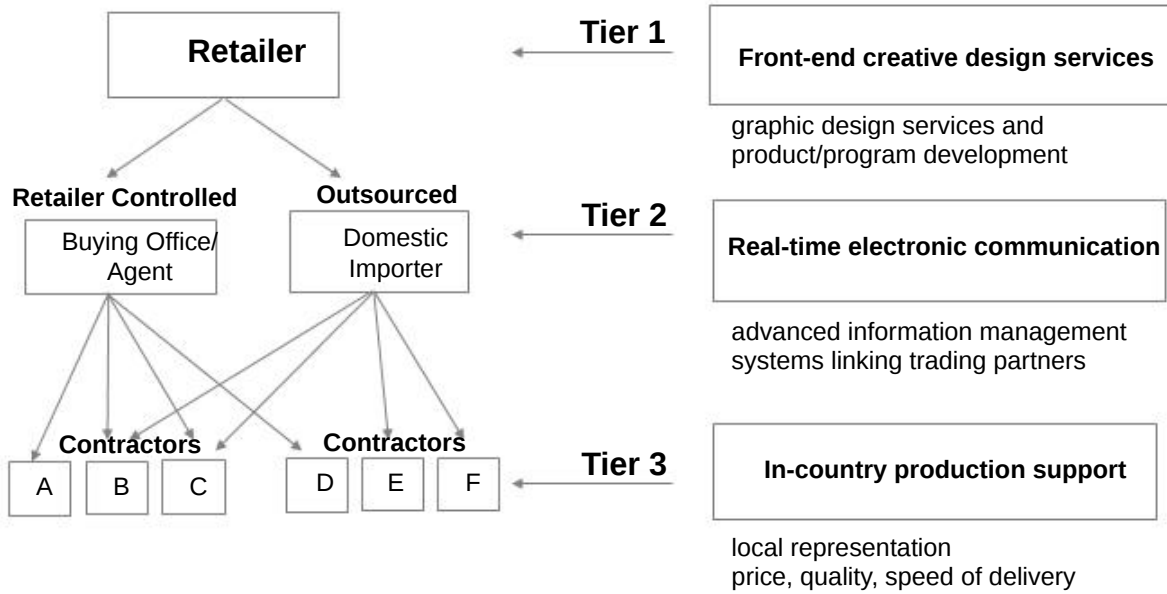 Retailer
Tier 1
Front-end creative design services
graphic design services and
product/program development
Retailer Controlled
Outsourced
Buying Office/
Agent
Domestic
Importer
Tier 2
Real-time electronic communication
advanced information management
systems linking trading partners
Contractors
Contractors
A
B
C
D
E
F
Tier 3
In-country production support
local representation
price, quality, speed of delivery